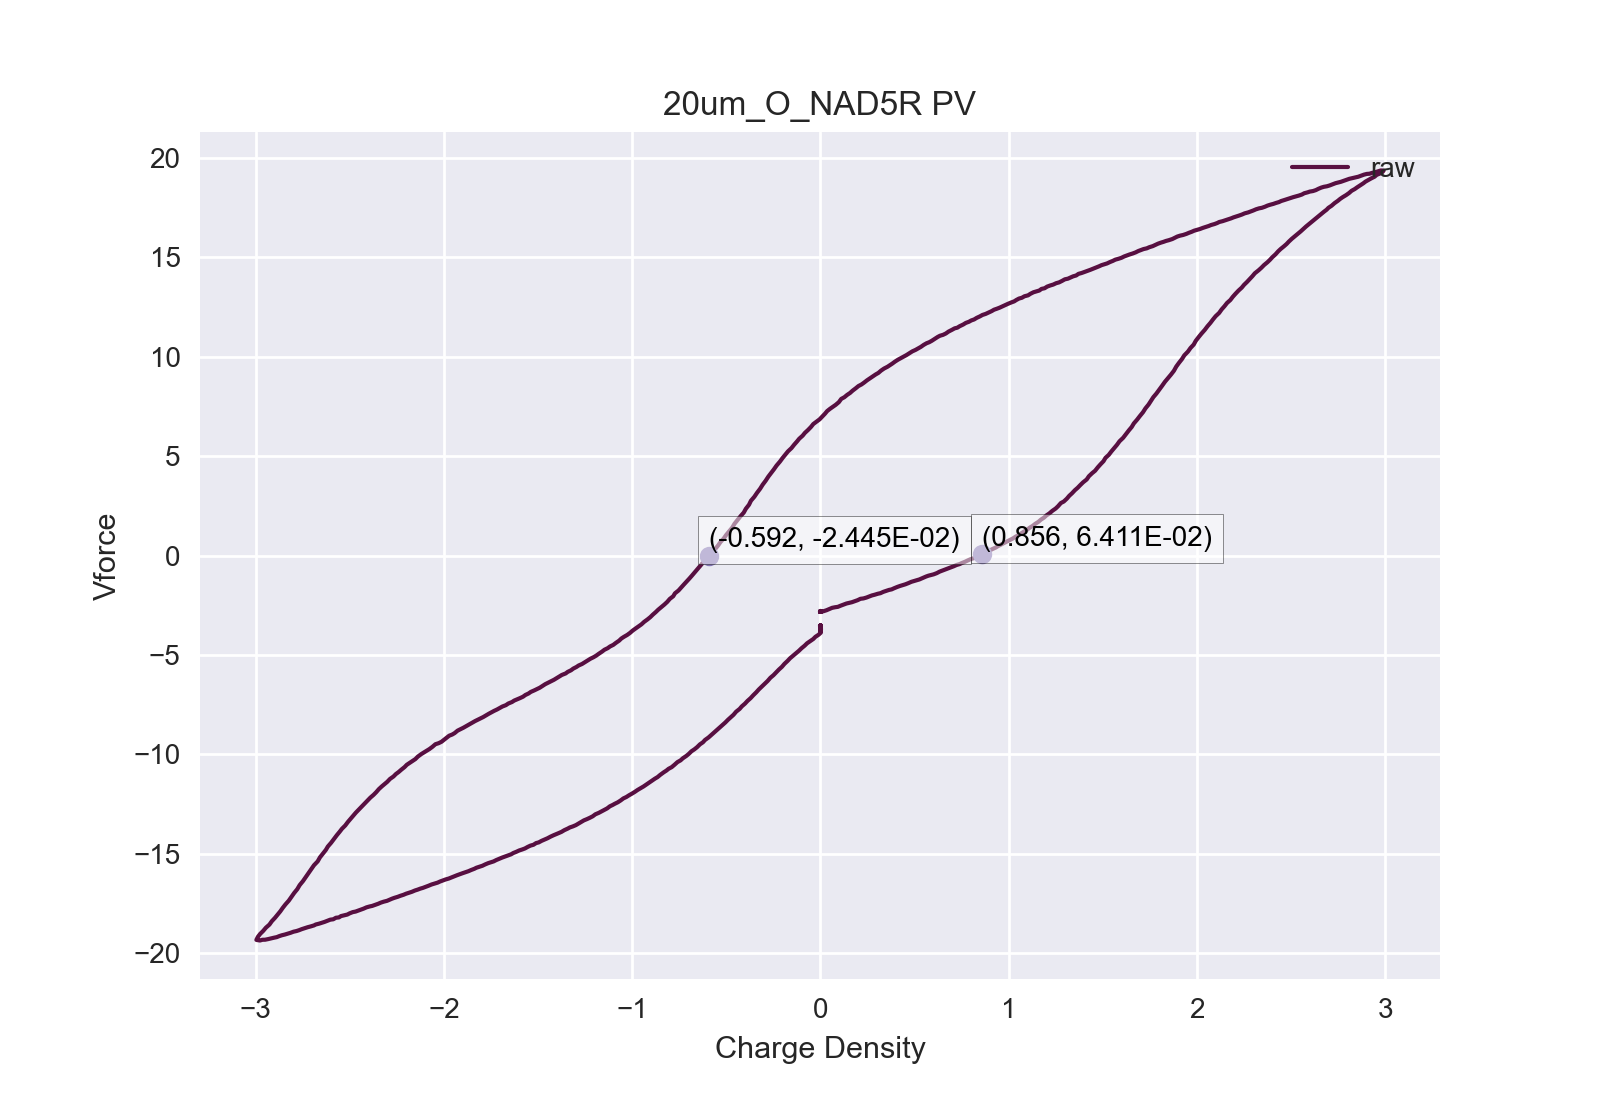 20um_O_NAD5R PV
raw
20
15
10
5
0
−5
−10
−15
−20
Vforce
(-0.592, -2.445E-02)
(0.856, 6.411E-02)
−3
−2
−1
0
1
2
3
Charge Density